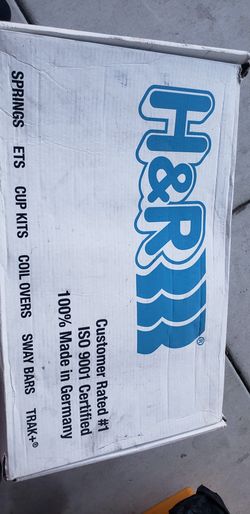 H&R®
Customer Rated #1
ISO 9001 Certified
100% Made in Germany
SPRINGS ETS CUP KITS COIL OVERS SWAY BARS TRAK+®